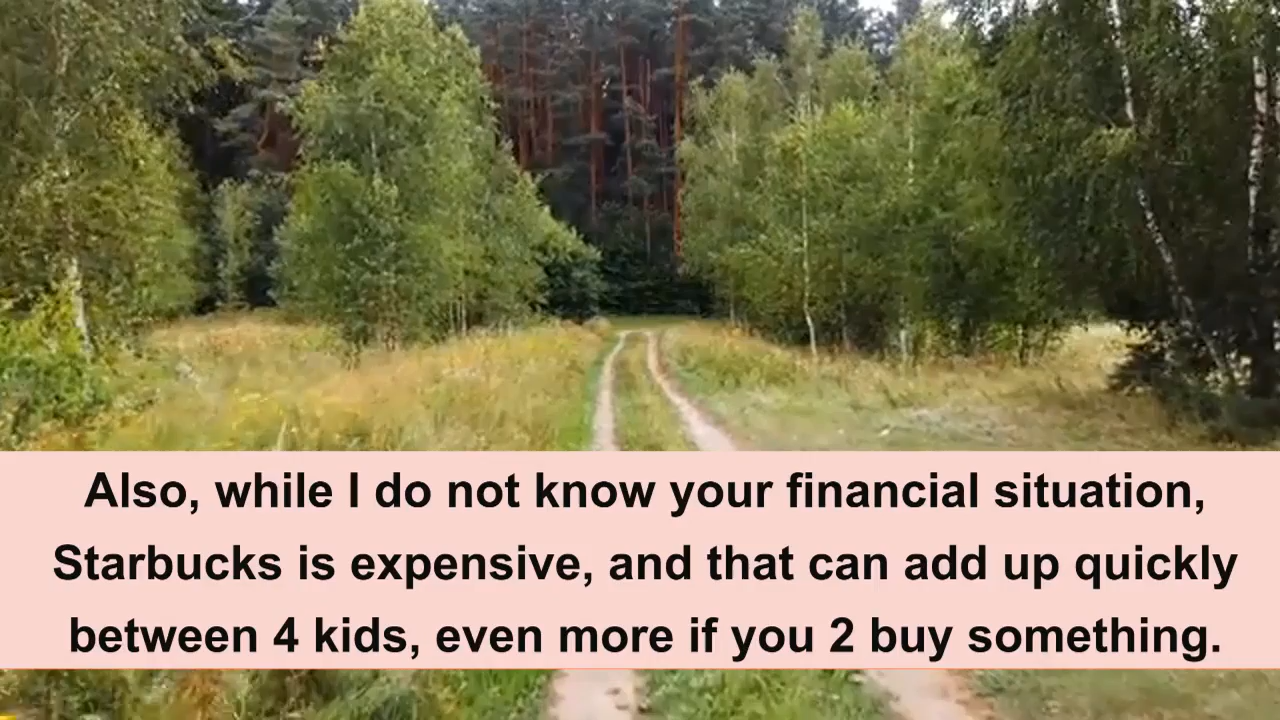 Also, while I do not know your financial situation,
Starbucks is expensive, and that can add up quickly
between 4 kids, even more if you 2 buy something.